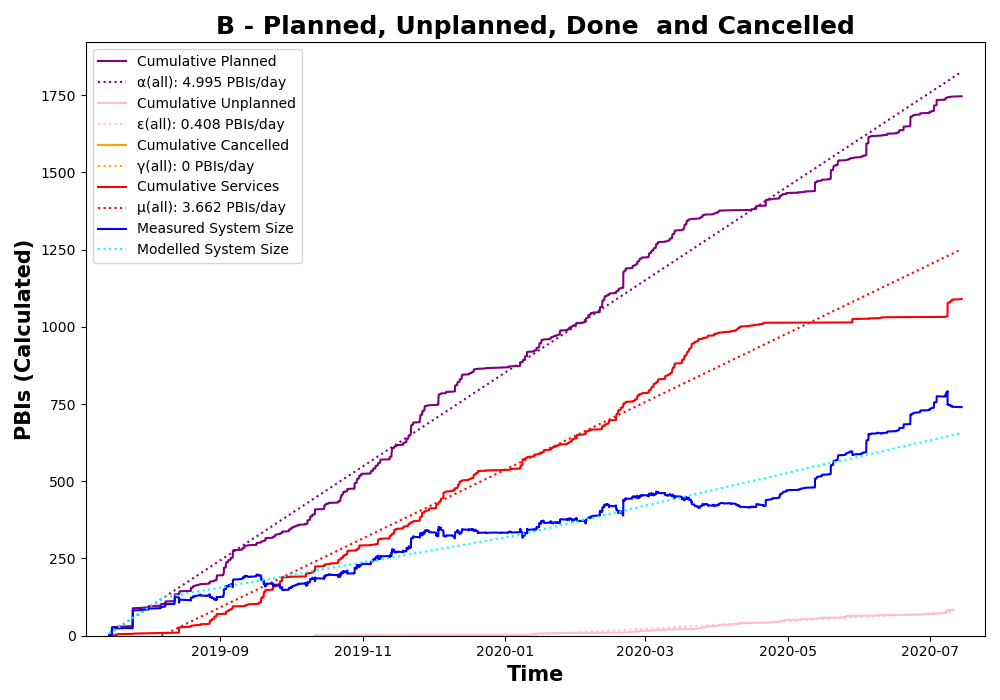 B - Planned, Unplanned, Done  and Cancelled
Cumulative Planned
α(all): 4.995 PBIs/day
Cumulative Unplanned
ε(all): 0.408 PBIs/day
Cumulative Cancelled
γ(all): 0 PBIs/day
Cumulative Services
μ(all): 3.662 PBIs/day
Measured System Size
Modelled System Size
PBIs (Calculated)
1750
1500
1250
1000
750
500
250
0
2019-09 2019-11 2020-01 2020-03 2020-05 2020-07
Time